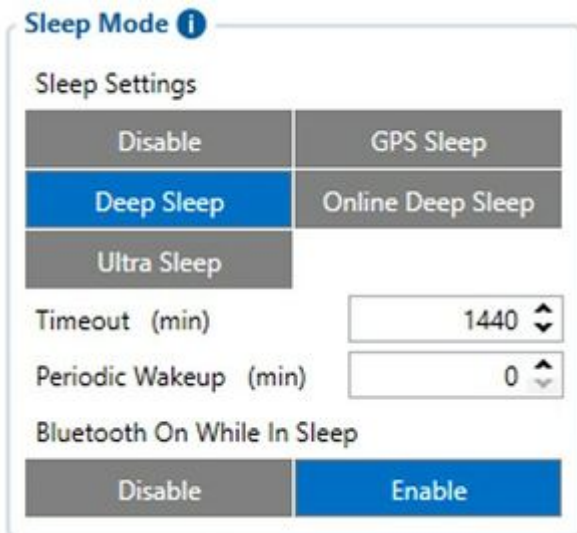 Sleep Mode i
Sleep Settings
Disable GPS Sleep
Deep Sleep Online Deep Sleep
Ultra Sleep
Timeout (min) 1440
Periodic Wakeup (min) 0
Bluetooth On While In Sleep
Disable Enable